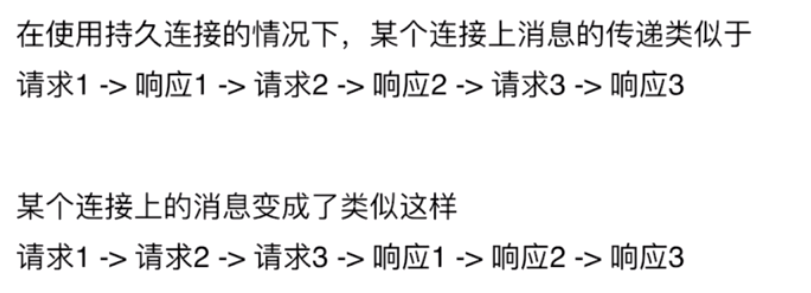 在使用持久连接的情况下，某个连接上消息的传递类似于
请求1 -> 响应1 -> 请求2 -> 响应2 -> 请求3 -> 响应3
某个连接上的消息变成了类似这样
请求1 -> 请求2 -> 请求3 -> 响应1 -> 响应2 -> 响应3